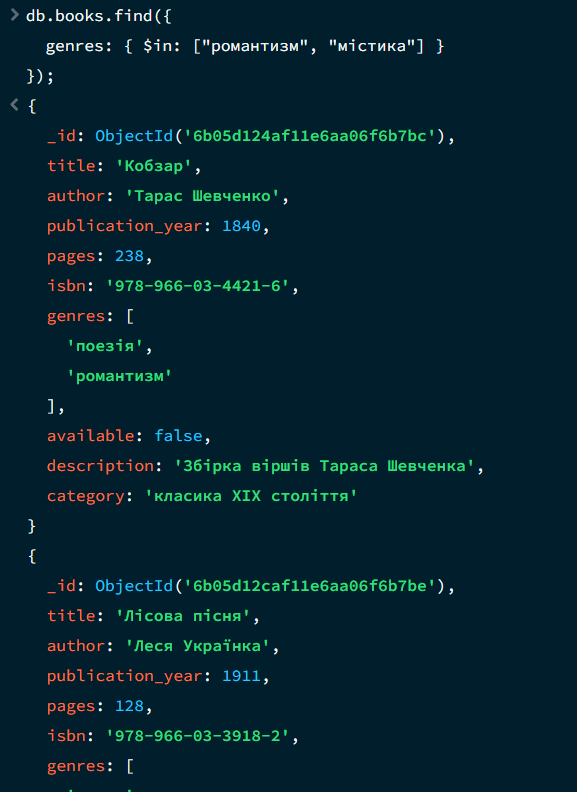 > db.books.find({
genres: { $in: ["романтизм", "містика"] }
});
< {
_id: ObjectId('6b05d124af11e6aa06f6b7bc'),
title: 'Кобзар',
author: 'Тарас Шевченко',
publication_year: 1840,
pages: 238,
isbn: '978-966-03-4421-6',
genres: [
'поезія',
'романтизм'
],
available: false,
description: 'Збірка віршів Тараса Шевченка',
category: 'класика XIX століття'
}
{
_id: ObjectId('6b05d12caf11e6aa06f6b7be'),
title: 'Лісова пісня',
author: 'Леся Українка',
publication_year: 1911,
pages: 128,
isbn: '978-966-03-3918-2',
genres: [